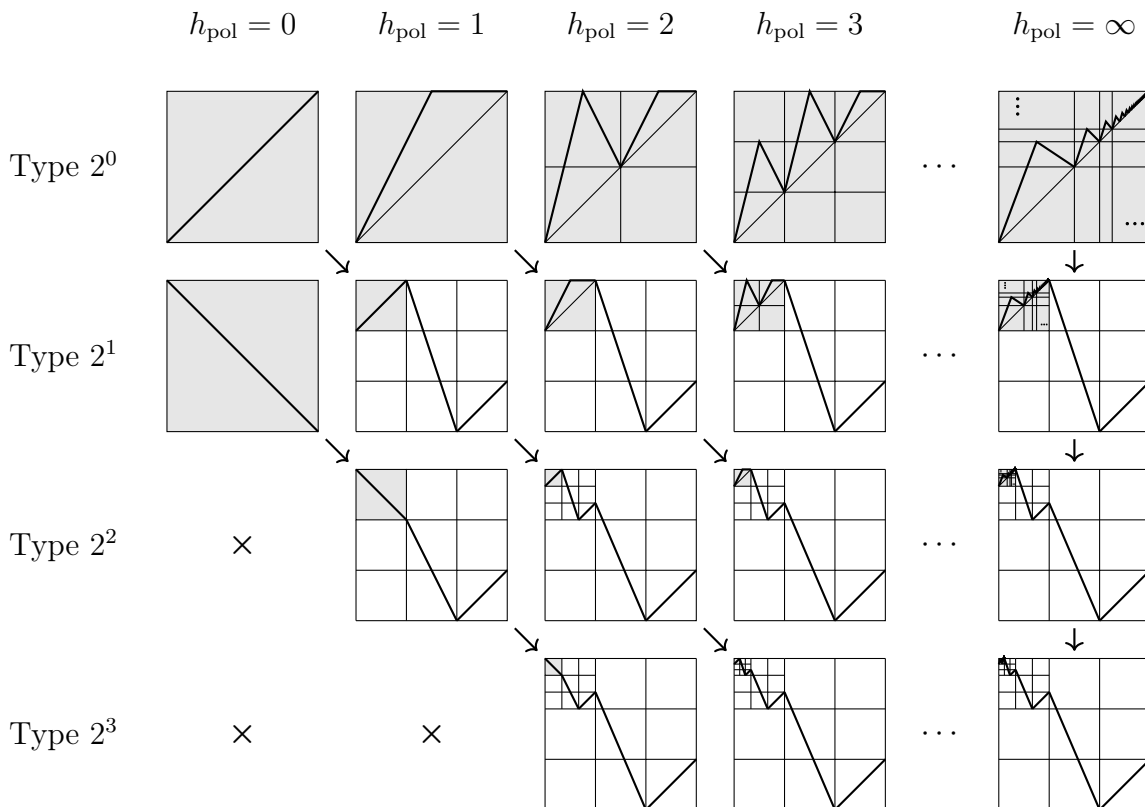 h_pol = 0 h_pol = 1 h_pol = 2 h_pol = 3 h_pol = ∞
Type 2^0 ⋯
Type 2^1 ⋯
Type 2^2 × ⋯
Type 2^3 × × ⋯